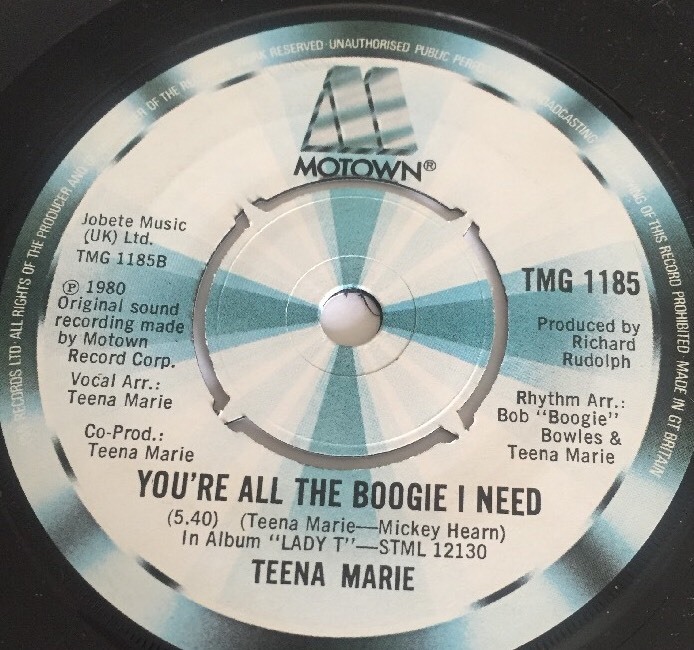 RECORDS LTD. ALL RIGHTS OF THE PRODUCER AND OF OF THE RESERVED·UNAUTHORISED PUBLIC BROADCASTING OF THIS RECORD PROHIBITED·MADE IN GT BRITAIN
MOTOWN®
Jobete Music
(UK) Ltd.
TMG 1185B
℗ 1980
Original sound
recording made
by Motown
Record Corp.
Vocal Arr.:
Teena Marie
Co-Prod.:
Teena Marie
TMG 1185
Produced by
Richard
Rudolph
Rhythm Arr.:
Bob "Boogie"
Bowles &
Teena Marie
YOU'RE ALL THE BOOGIE I NEED
(5.40) (Teena Marie—Mickey Hearn)
In Album "LADY T"—STML 12130
TEENA MARIE